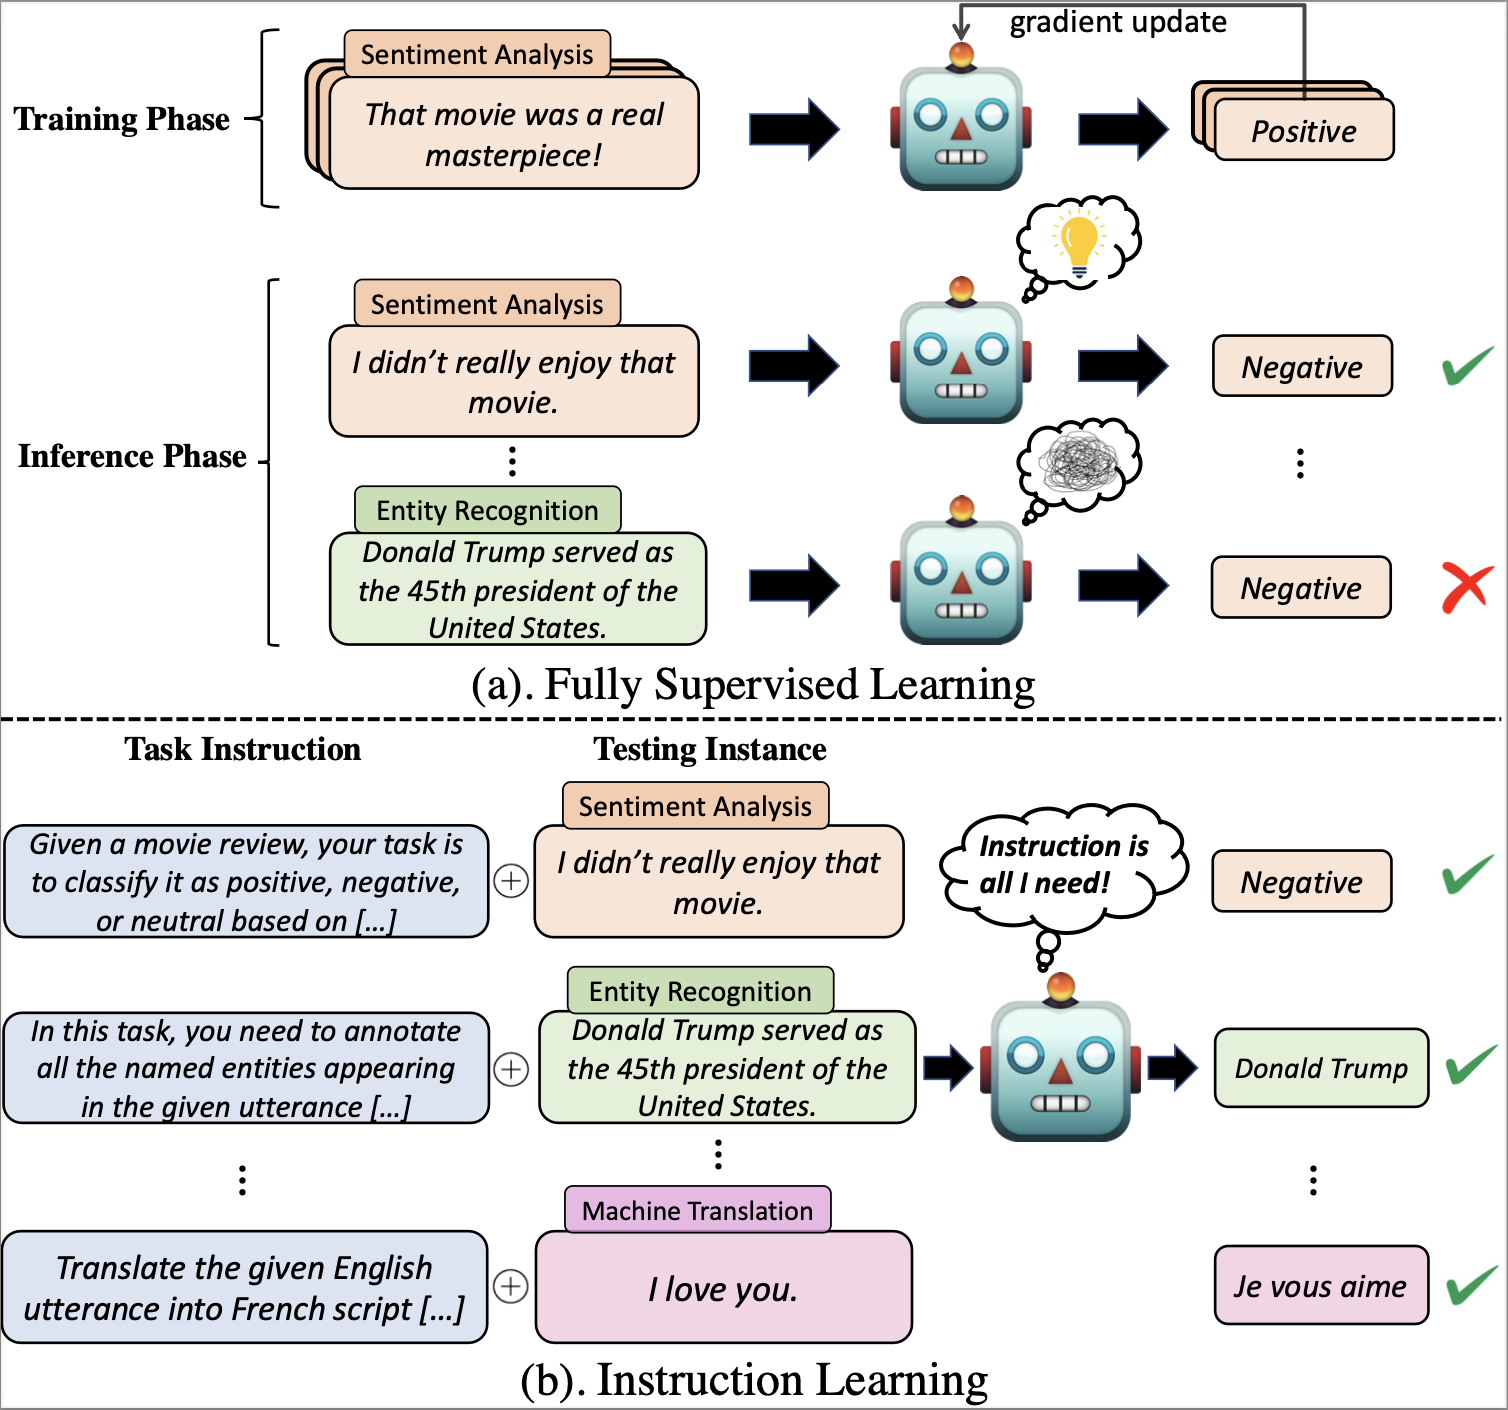 gradient update
Sentiment Analysis
Training Phase
That movie was a real
masterpiece!
Positive
Sentiment Analysis
Inference Phase
I didn’t really enjoy that
movie.
Negative
Entity Recognition
Donald Trump served as
the 45th president of the
United States.
Negative
(a). Fully Supervised Learning
Task Instruction
Testing Instance
Given a movie review, your task is
to classify it as positive, negative,
or neutral based on [...]
Sentiment Analysis
I didn’t really enjoy that
movie.
Instruction is
all I need!
Negative
In this task, you need to annotate
all the named entities appearing
in the given utterance [...]
Entity Recognition
Donald Trump served as
the 45th president of the
United States.
Donald Trump
Translate the given English
utterance into French script [...]
Machine Translation
I love you.
Je vous aime
(b). Instruction Learning